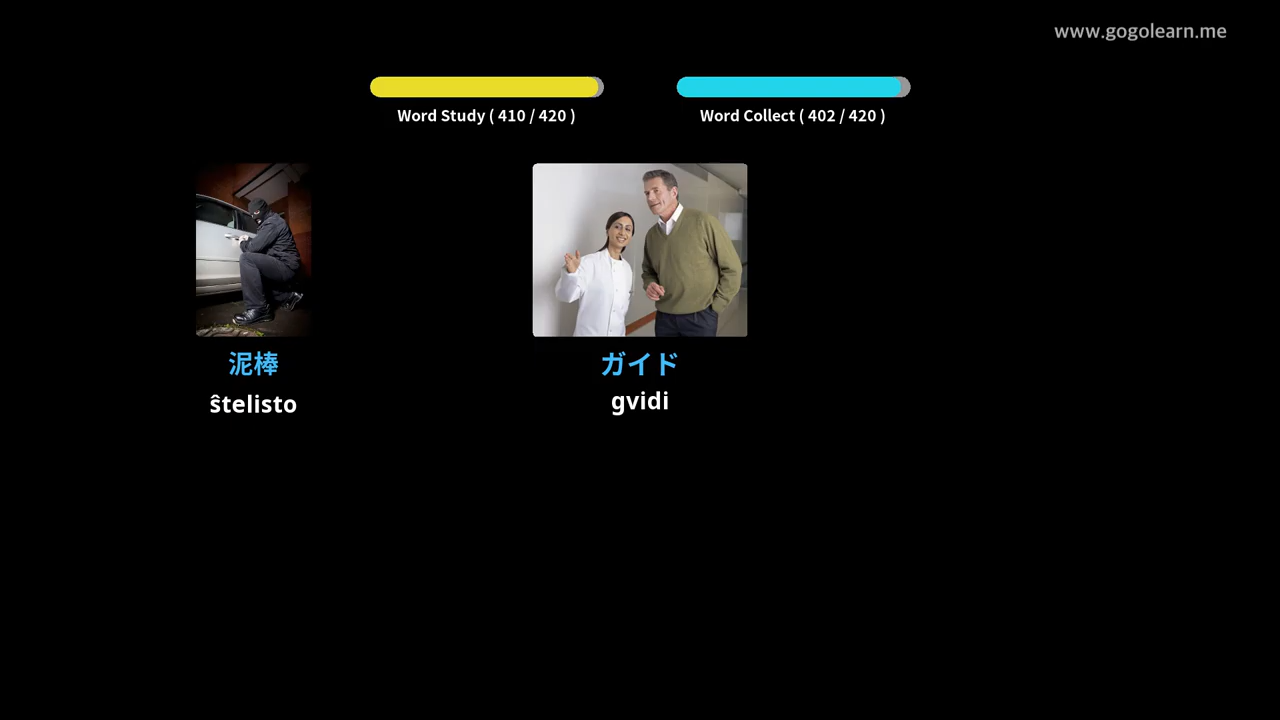 www.gogolearn.me
Word Study ( 410 / 420 )
Word Collect ( 402 / 420 )
泥棒
ŝtelisto
ガイド
gvidi